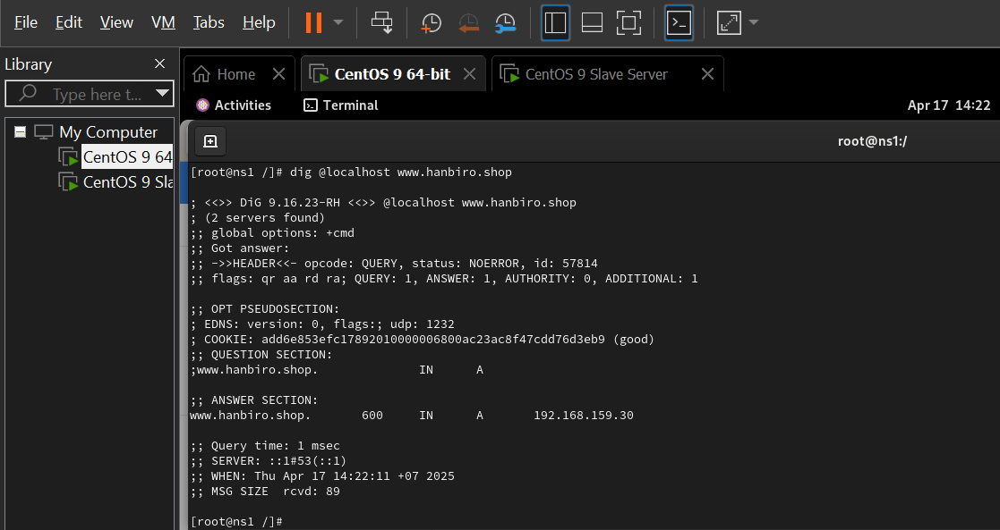 File Edit View VM Tabs Help
Library
Type here t...
My Computer
CentOS 9 64
CentOS 9 Sla
Home
CentOS 9 64-bit
CentOS 9 Slave Server
Activities
Terminal
Apr 17 14:22
root@ns1:/
[root@ns1 /]# dig @localhost www.hanbiro.shop
; <<>> DiG 9.16.23-RH <<>> @localhost www.hanbiro.shop
; (2 servers found)
;; global options: +cmd
;; Got answer:
;; ->>HEADER<<- opcode: QUERY, status: NOERROR, id: 57814
;; flags: qr aa rd ra; QUERY: 1, ANSWER: 1, AUTHORITY: 0, ADDITIONAL: 1
;; OPT PSEUDOSECTION:
; EDNS: version: 0, flags:; udp: 1232
; COOKIE: add6e853efc17892010000006800ac23ac8f47cdd76d3eb9 (good)
;; QUESTION SECTION:
;www.hanbiro.shop. IN A
;; ANSWER SECTION:
www.hanbiro.shop. 600 IN A 192.168.159.30
;; Query time: 1 msec
;; SERVER: ::1#53(::1)
;; WHEN: Thu Apr 17 14:22:11 +07 2025
;; MSG SIZE rcvd: 89
[root@ns1 /]#